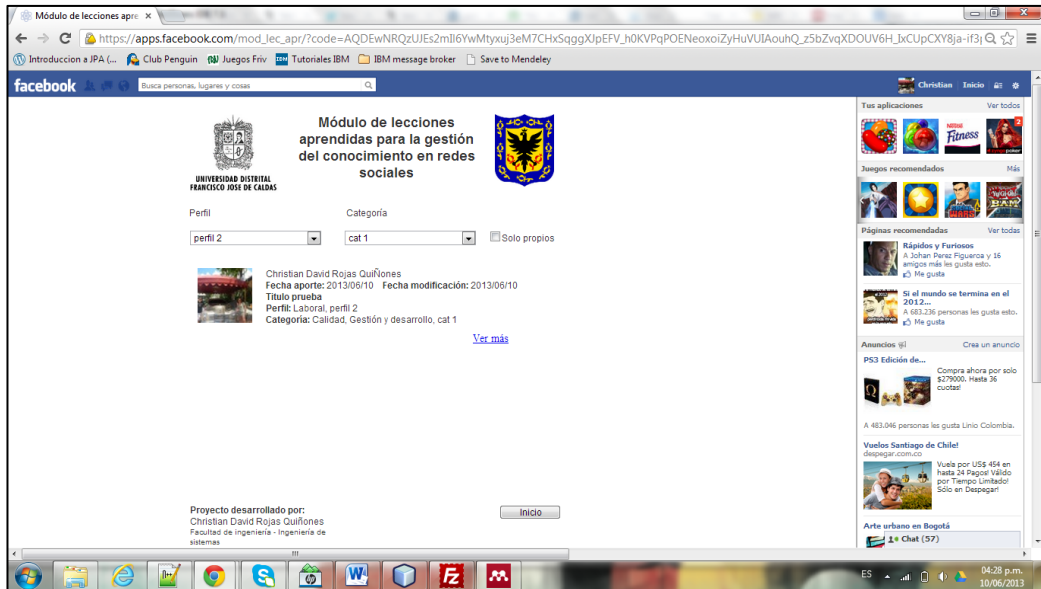 Módulo de lecciones apre
https://apps.facebook.com/mod_lec_apr/?code=
Introduccion a JPA (...
Club Penguin
Juegos Friv
Tutoriales IBM
IBM message broker
Save to Mendeley
facebook
Busca personas, lugares y cosas
Christian
Inicio
UNIVERSIDAD DISTRITAL
FRANCISCO JOSE DE CALDAS
Módulo de lecciones
aprendidas para la gestión
del conocimiento en redes
sociales
Perfil
Categoría
perfil 2
cat 1
Solo propios
Christian David Rojas QuiÑones
Fecha aporte: 2013/06/10 Fecha modificación: 2013/06/10
Titulo prueba
Perfil: Laboral, perfil 2
Categoria: Calidad, Gestión y desarrollo, cat 1
Ver más
Proyecto desarrollado por:
Christian David Rojas Quiñones
Facultad de ingeniería - Ingeniería de
sistemas
Inicio
Tus aplicaciones
Ver todos
Fitness
2
Juegos recomendados
Más
Páginas recomendadas
Ver todas
Rápidos y Furiosos
A Johan Perez Figueroa y 16
amigos más les gusta esto.
Me gusta
Si el mundo se termina en el
2012...
A 683.236 personas les gusta esto.
Me gusta
Anuncios
Crea un anuncio
PS3 Edición de...
Compra ahora por solo
$279000. Hasta 36
cuotas!
A 483.046 personas les gusta Linio Colombia.
Vuelos Santiago de Chile!
despegar.com.co
Vuela por US$ 454 en
hasta 24 Pagos! Válido
por Tiempo Limitado!
Sólo en Despegar!
Arte urbano en Bogotá
Chat (57)
ES
04:28 p.m.
10/06/2013